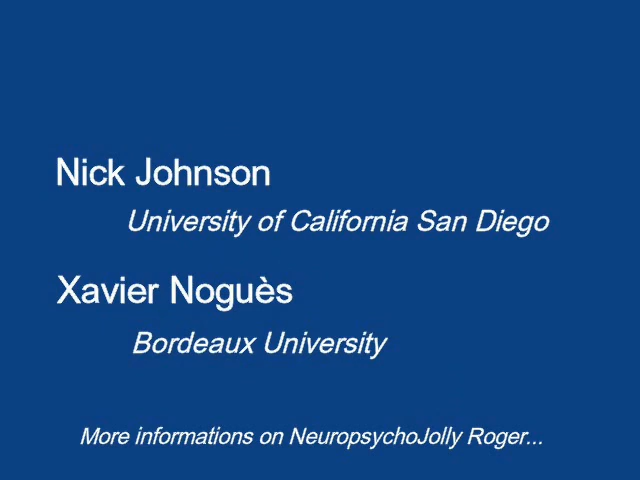 Nick Johnson
University of California San Diego
Xavier Noguès
Bordeaux University
More informations on NeuropsychoJolly Roger...